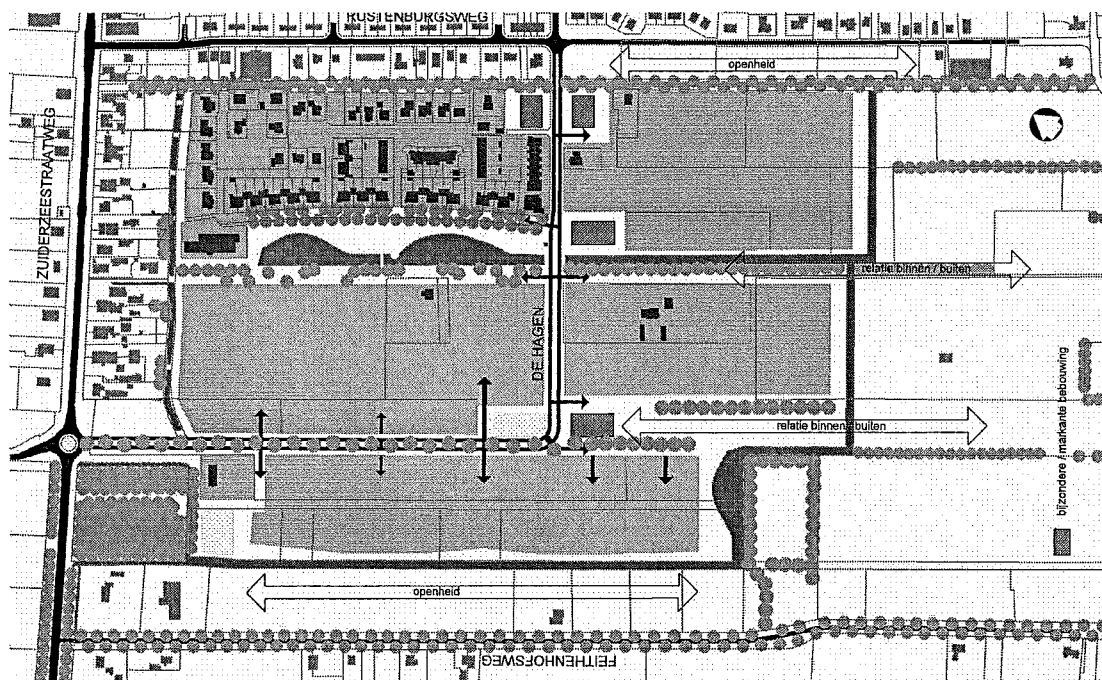 RUSTENBURGSWEG
openheid
ZUIDERZEESTRAATWEG
relatie binnen / buiten
DE HAGEN
relatie binnen / buiten
bijzondere / markante bebouwing
openheid
FEITHENHOFSWEG